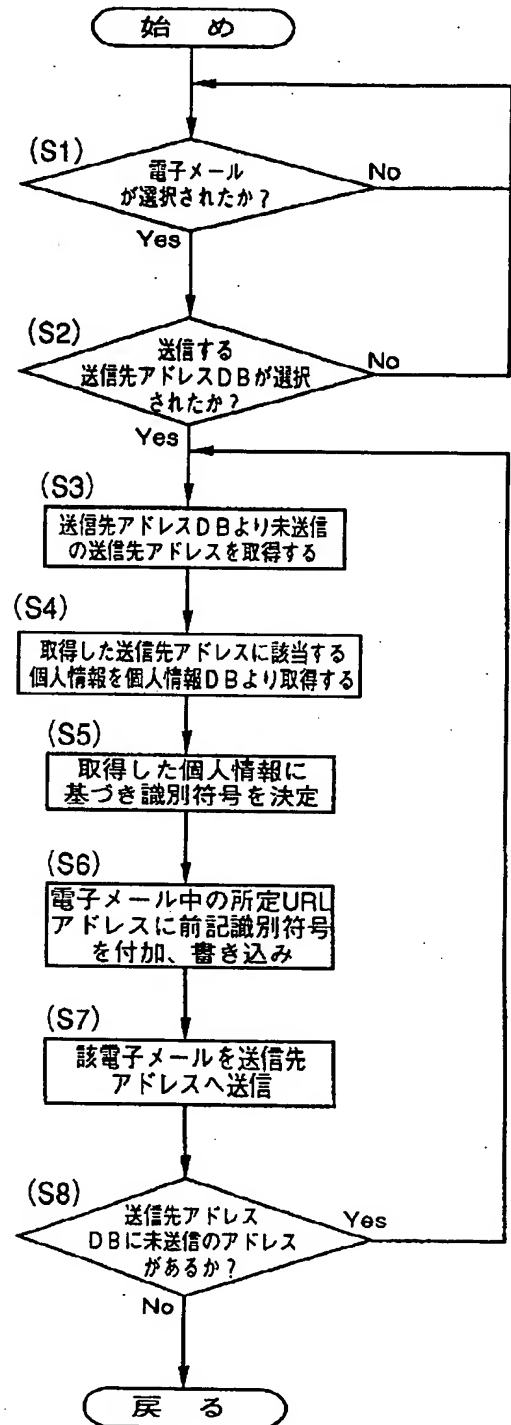 始め
(S1)
電子メール
が選択されたか？
No
Yes
(S2)
送信する
送信先アドレスDBが選択
されたか？
No
Yes
(S3)
送信先アドレスDBより未送信
の送信先アドレスを取得する
(S4)
取得した送信先アドレスに該当する
個人情報を個人情報DBより取得する
(S5)
取得した個人情報に
基づき識別符号を決定
(S6)
電子メール中の所定URL
アドレスに前記識別符号
を付加、書き込み
(S7)
該電子メールを送信先
アドレスへ送信
(S8)
送信先アドレス
DBに未送信のアドレス
があるか？
Yes
No
戻る